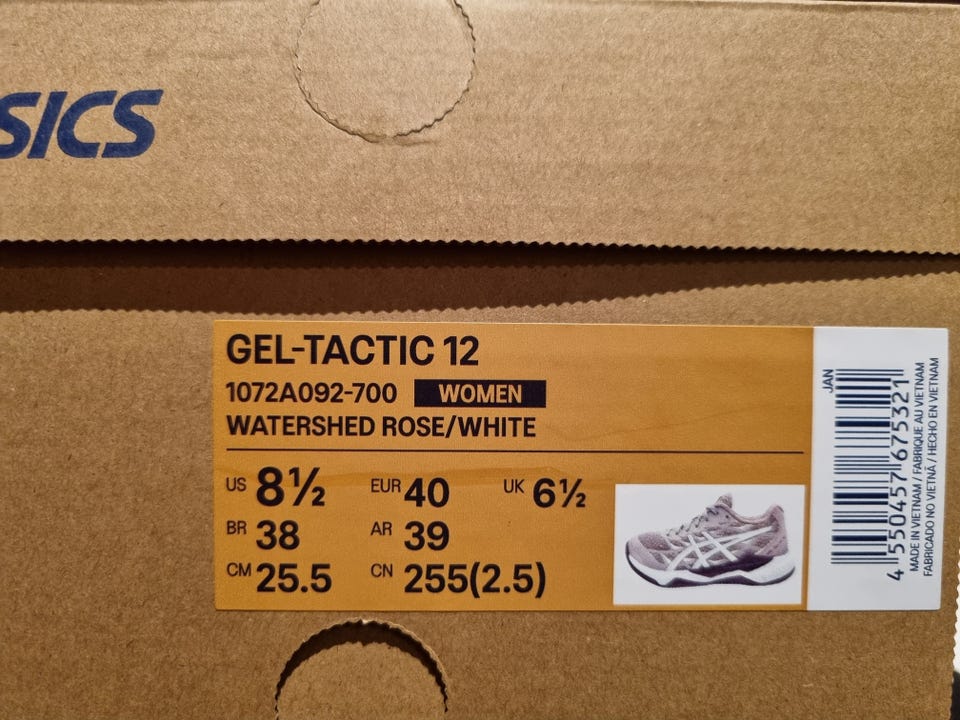 SICS
GEL-TACTIC 12
1072A092-700 WOMEN
WATERSHED ROSE/WHITE
US 8½ EUR 40 UK 6½
BR 38 AR 39
CM 25.5 CN 255(2.5)
JAN
4 550457 675321
MADE IN VIETNAM / FABRIQUE AU VIETNAM
FABRICADO NO VIETNÃ / HECHO EN VIETNAM